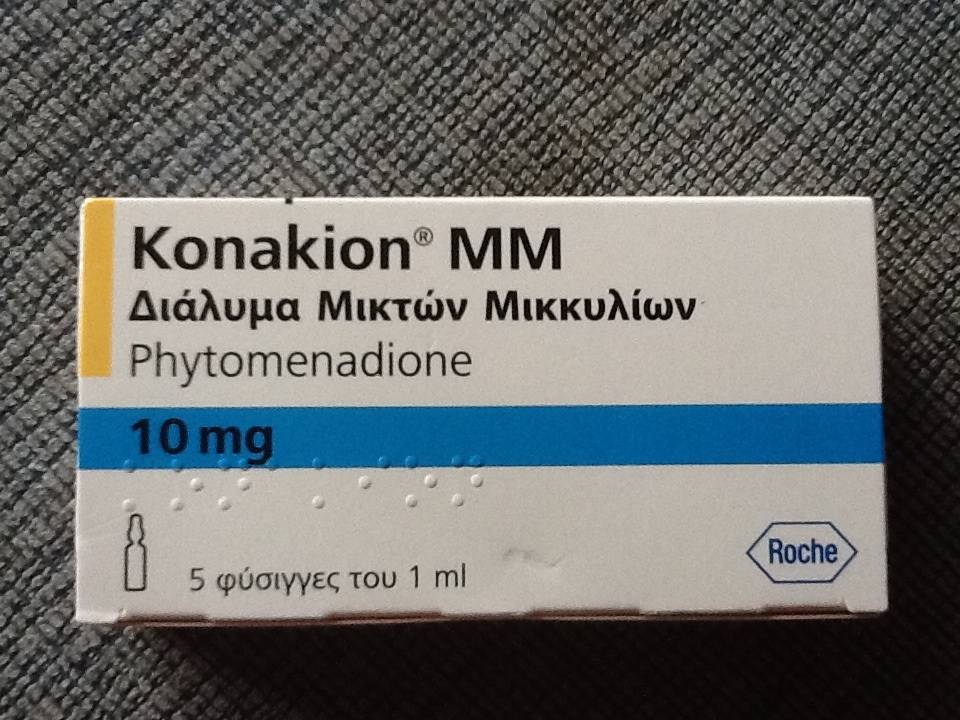 Konakion® MM
Διάλυμα Μικτών Μικκυλίων
Phytomenadione
10 mg
5 φύσιγγες του 1 ml
Roche